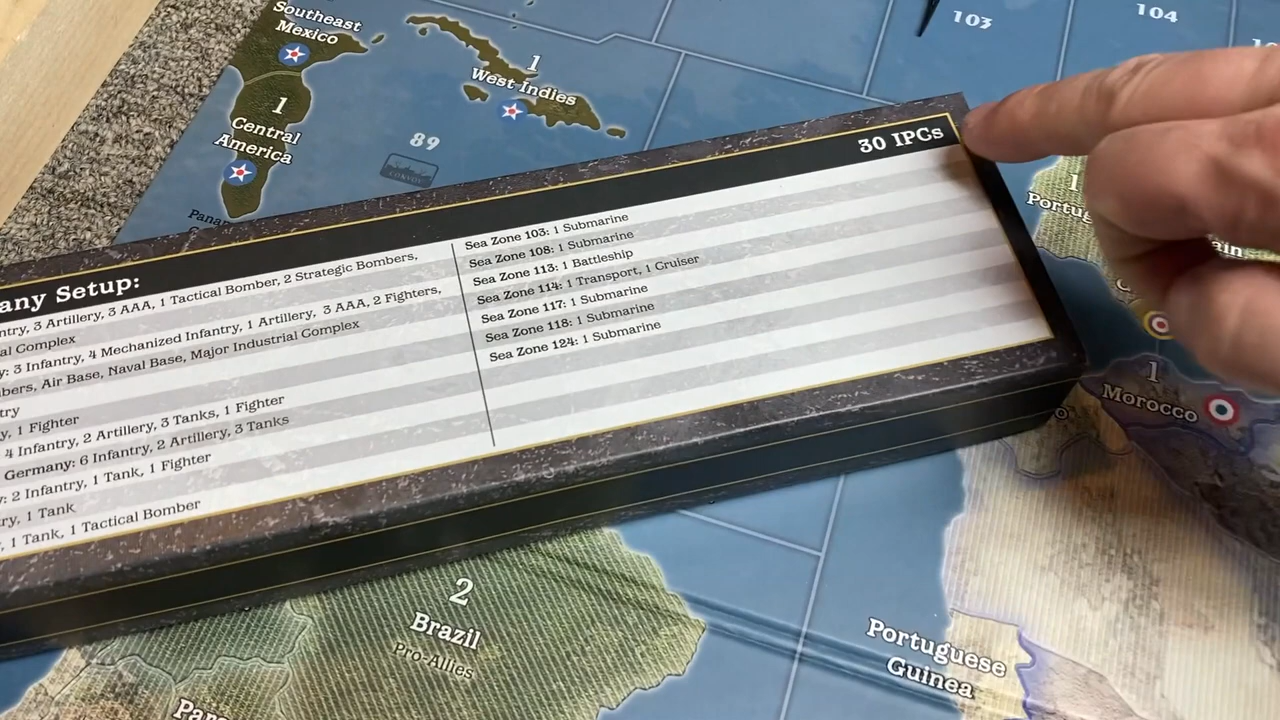 Southeast
Mexico
1
West Indies
103
104
1
Central
America
89
CONVOY
30 IPCs
1
any Setup:
ntry, 3 Artillery, 3 AAA, 1 Tactical Bomber, 2 Strategic Bombers,
al Complex
y: 3 Infantry, 4 Mechanized Infantry, 1 Artillery, 3 AAA, 2 Fighters,
bers, Air Base, Naval Base, Major Industrial Complex
try
y, 1 Fighter
4 Infantry, 2 Artillery, 3 Tanks, 1 Fighter
Germany: 6 Infantry, 2 Artillery, 3 Tanks
y: 2 Infantry, 1 Tank, 1 Fighter
ry, 1 Tank
, 1 Tank, 1 Tactical Bomber
Sea Zone 103: 1 Submarine
Sea Zone 108: 1 Submarine
Sea Zone 113: 1 Battleship
Sea Zone 114: 1 Transport, 1 Cruiser
Sea Zone 117: 1 Submarine
Sea Zone 118: 1 Submarine
Sea Zone 124: 1 Submarine
1
Morocco
2
Brazil
Pro-Allies
Portuguese
Guinea